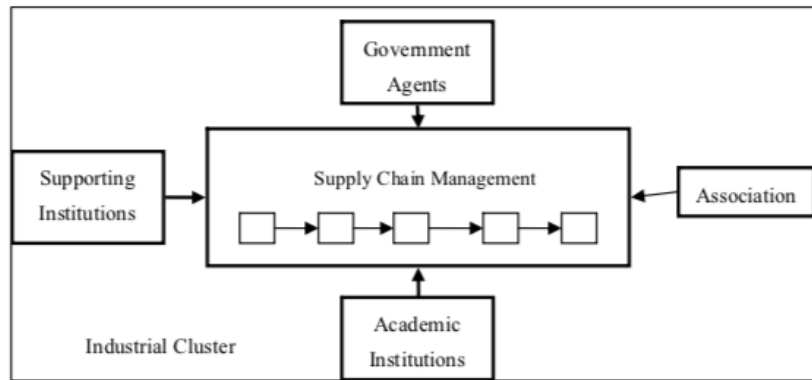 Government
Agents
Supply Chain Management
Supporting
Institutions
Association
Academic
Institutions
Industrial Cluster